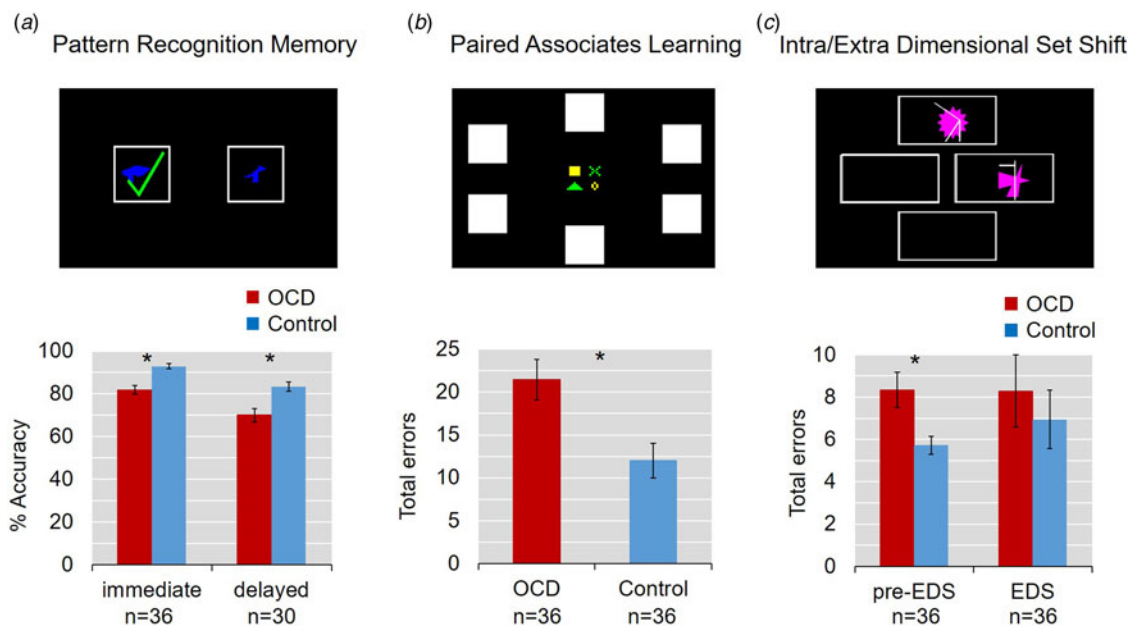 (a) Pattern Recognition Memory
(b) Paired Associates Learning
(c) Intra/Extra Dimensional Set Shift
OCD
Control
100
80
60
40
20
0
% Accuracy
* *
immediate delayed
n=36 n=30
25
20
15
10
5
0
Total errors
*
OCD Control
n=36 n=36
OCD
Control
10
8
6
4
2
0
Total errors
*
pre-EDS EDS
n=36 n=36